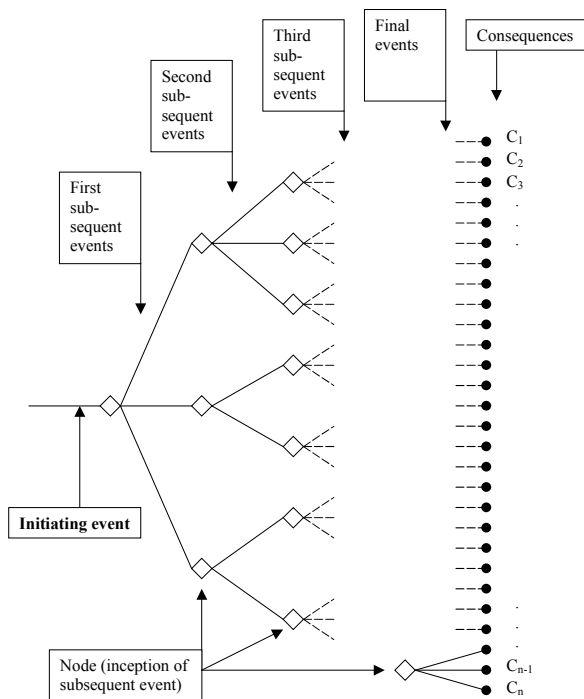 Third
sub-
sequent
events
Final
events
Consequences
Second
sub-
sequent
events
First
sub-
sequent
events
C1
C2
C3
.
.
.
Initiating event
Node (inception of
subsequent event)
.
.
.
Cn-1
Cn